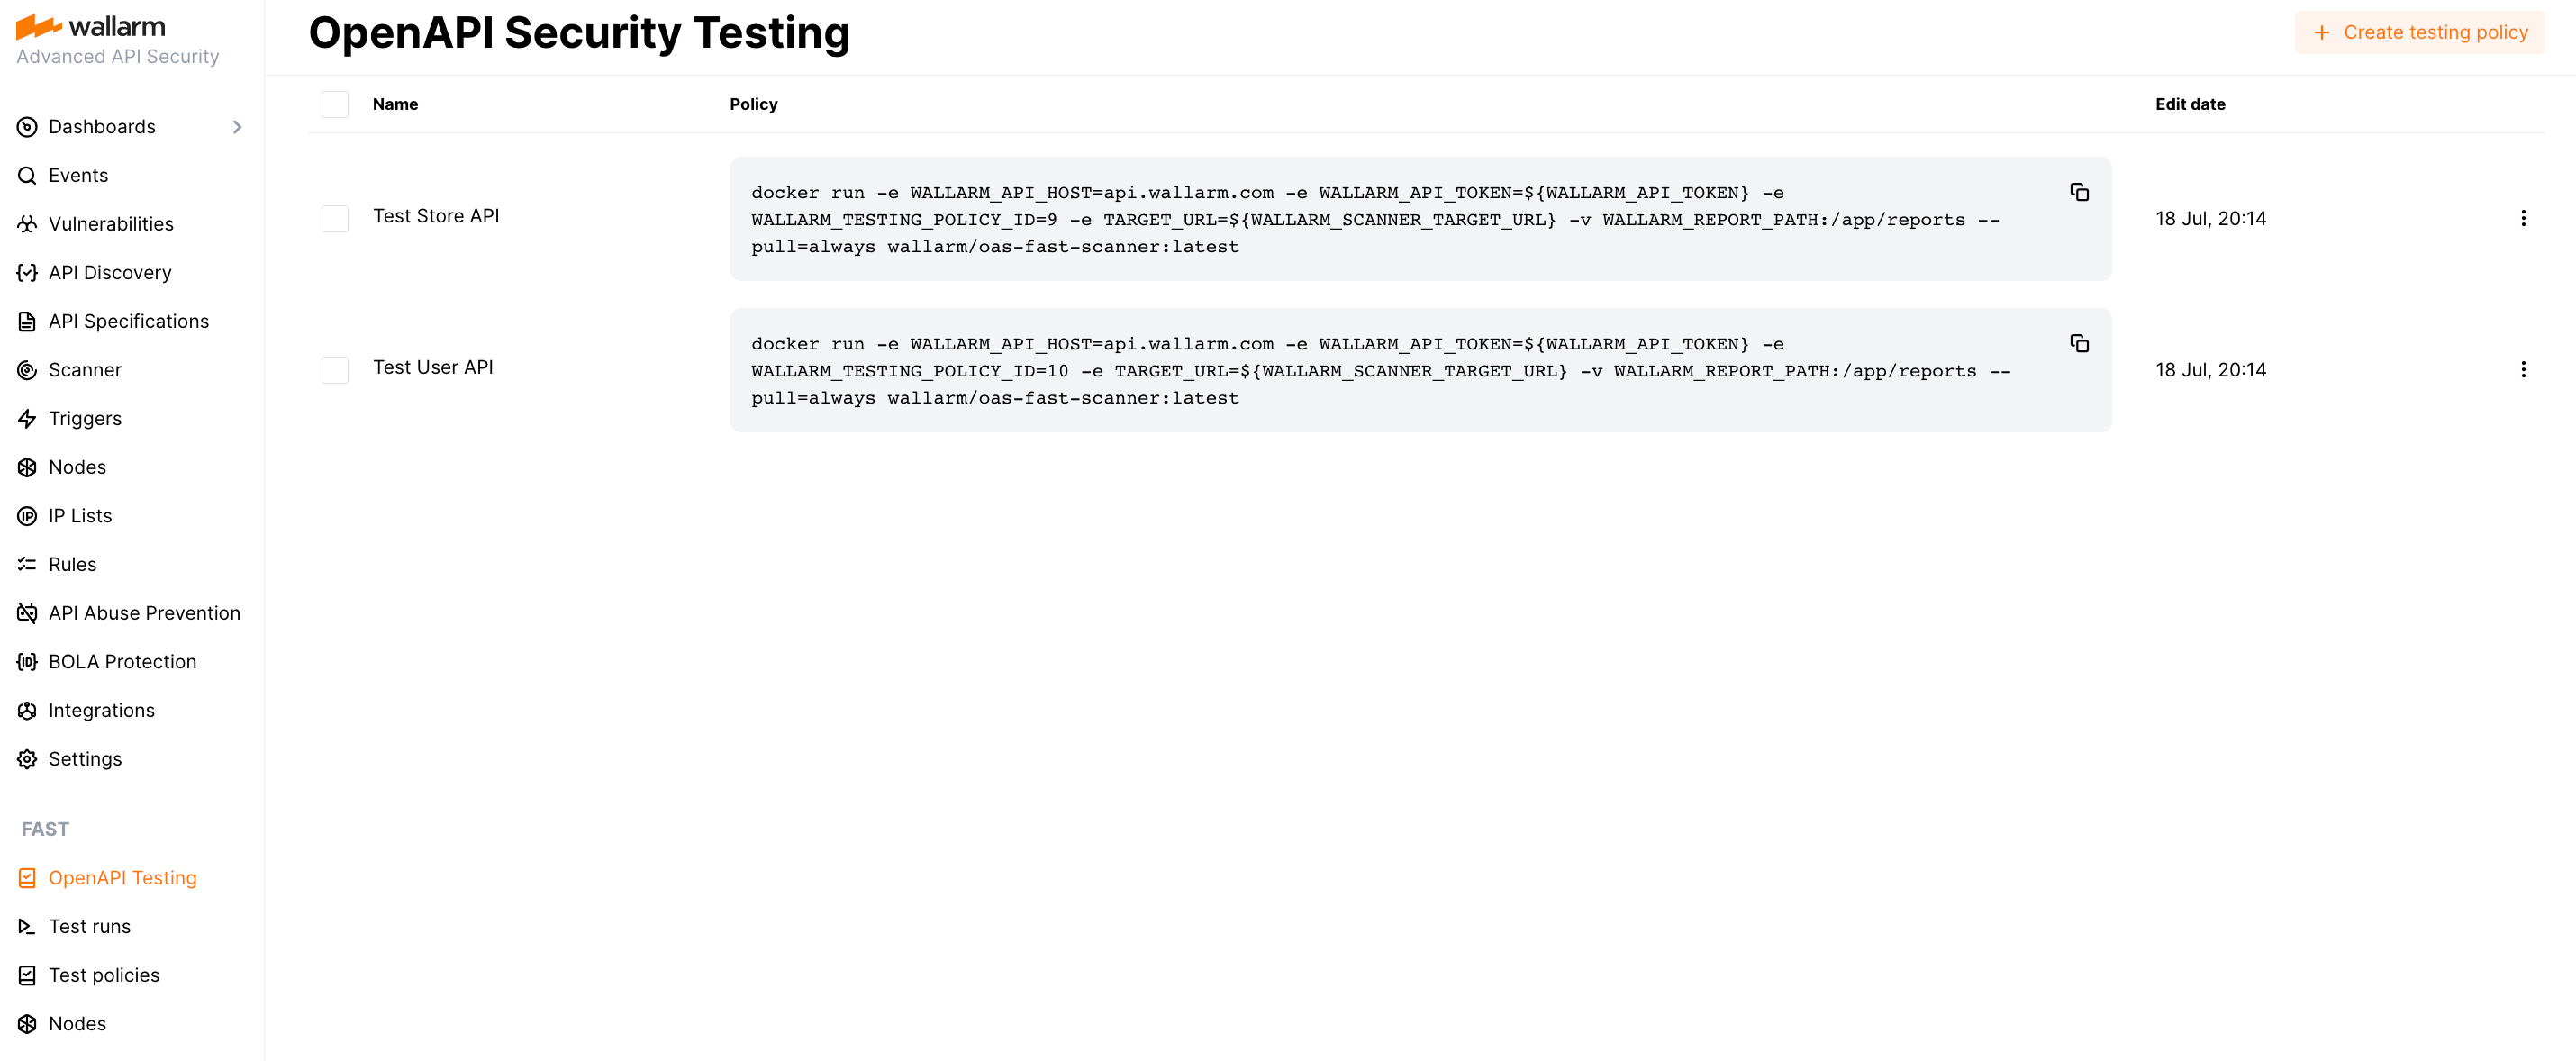 wallarm
Advanced API Security
Dashboards
Events
Vulnerabilities
API Discovery
API Specifications
Scanner
Triggers
Nodes
IP Lists
Rules
API Abuse Prevention
BOLA Protection
Integrations
Settings
FAST
OpenAPI Testing
Test runs
Test policies
Nodes
OpenAPI Security Testing
+ Create testing policy
Name Policy Edit date
Test Store API
docker run -e WALLARM_API_HOST=api.wallarm.com -e WALLARM_API_TOKEN=${WALLARM_API_TOKEN} -e
WALLARM_TESTING_POLICY_ID=9 -e TARGET_URL=${WALLARM_SCANNER_TARGET_URL} -v WALLARM_REPORT_PATH:/app/reports --
pull=always wallarm/oas-fast-scanner:latest
18 Jul, 20:14
Test User API
docker run -e WALLARM_API_HOST=api.wallarm.com -e WALLARM_API_TOKEN=${WALLARM_API_TOKEN} -e
WALLARM_TESTING_POLICY_ID=10 -e TARGET_URL=${WALLARM_SCANNER_TARGET_URL} -v WALLARM_REPORT_PATH:/app/reports --
pull=always wallarm/oas-fast-scanner:latest
18 Jul, 20:14